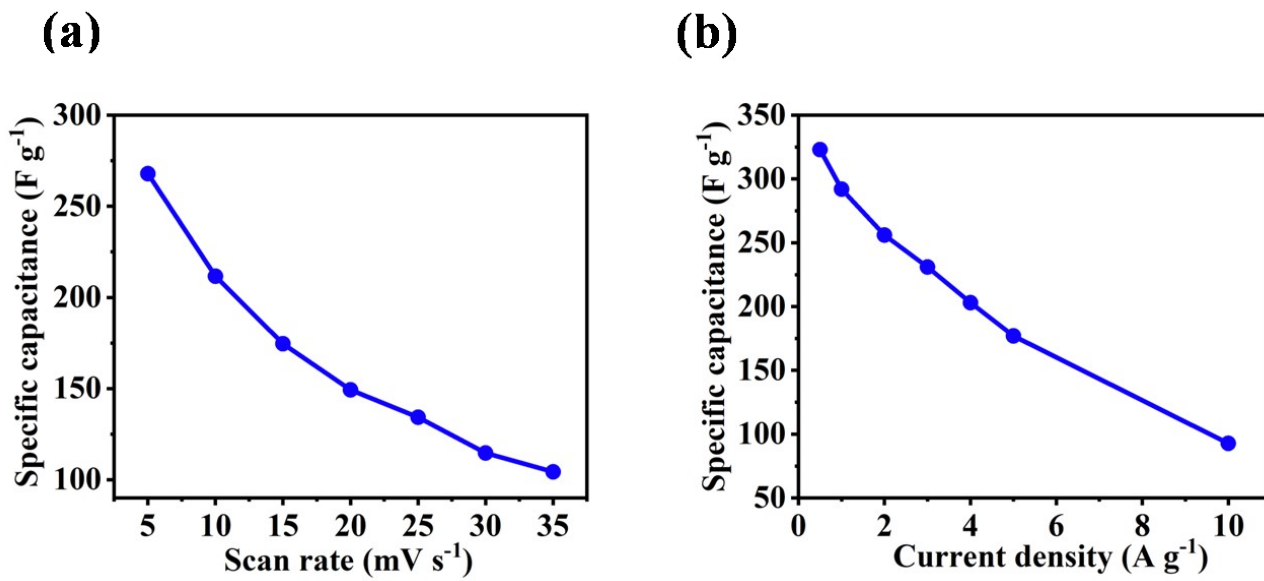 (a)
(b)
Specific capacitance (F g⁻¹)
300
250
200
150
100
5 10 15 20 25 30 35
Scan rate (mV s⁻¹)
Specific capacitance (F g⁻¹)
350
300
250
200
150
100
50
0 2 4 6 8 10
Current density (A g⁻¹)